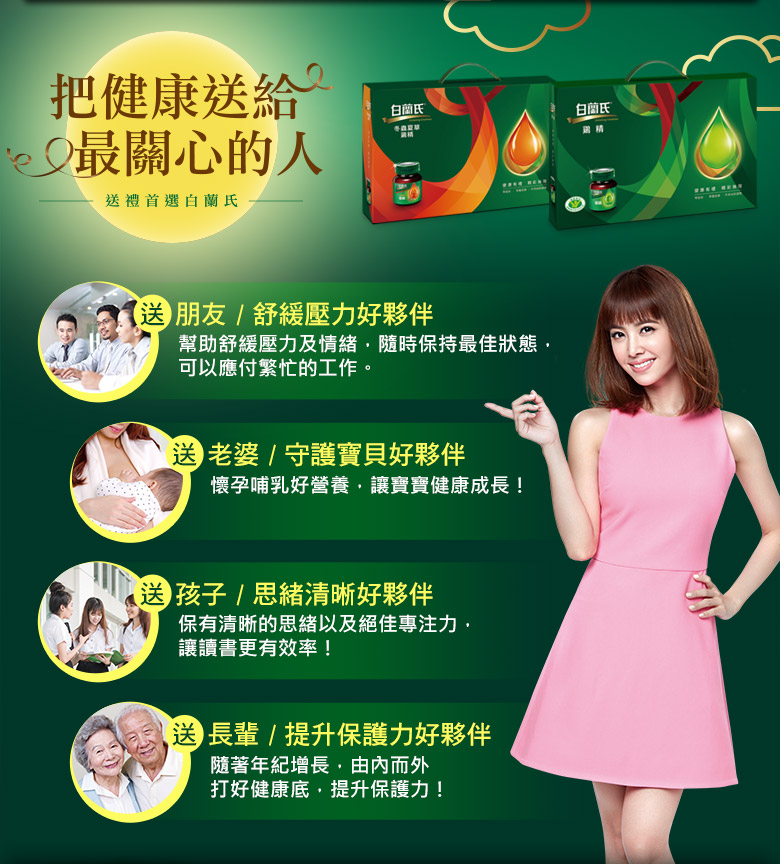 把健康送給
最關心的人
送禮首選白蘭氏
白蘭氏
冬蟲夏草
雞精
白蘭氏
雞精
送 朋友 / 舒緩壓力好夥伴
幫助舒緩壓力及情緒，隨時保持最佳狀態，
可以應付繁忙的工作。
送 老婆 / 守護寶貝好夥伴
懷孕哺乳好營養，讓寶寶健康成長！
送 孩子 / 思緒清晰好夥伴
保有清晰的思緒以及絕佳專注力，
讓讀書更有效率！
送 長輩 / 提升保護力好夥伴
隨著年紀增長，由內而外
打好健康底，提升保護力！